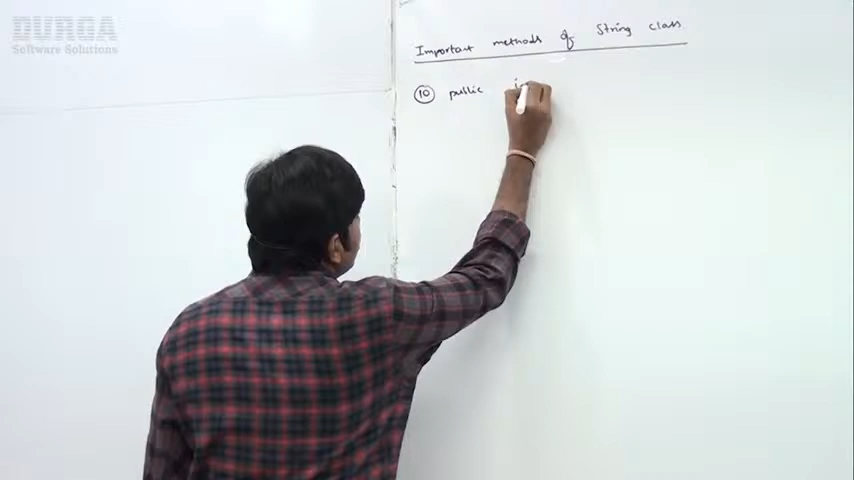 DURGA
Software Solutions
Important methods of String class
10 public